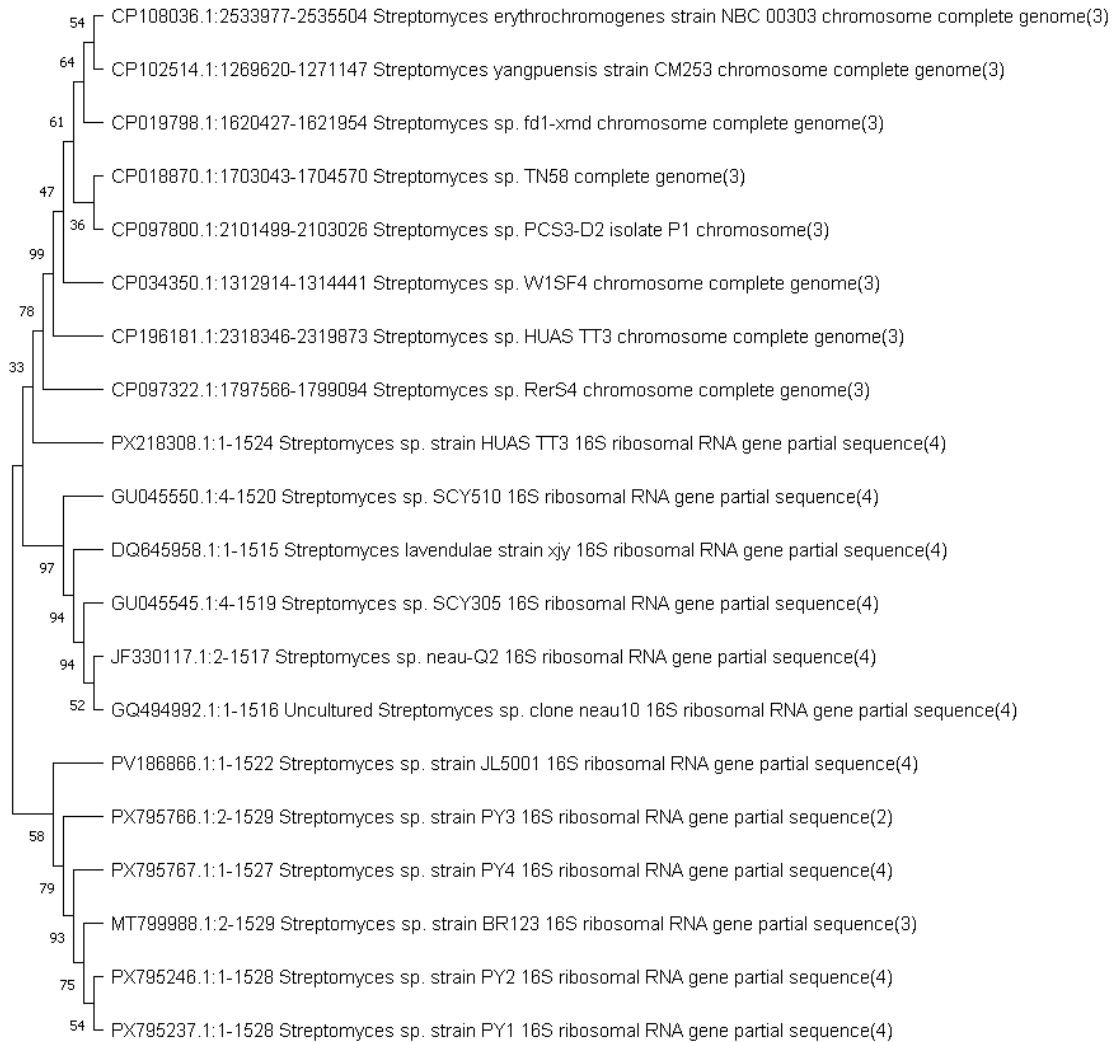 54
CP108036.1:2533977-2535504 Streptomyces erythrochromogenes strain NBC 00303 chromosome complete genome(3)
64
CP102514.1:1269620-1271147 Streptomyces yangpuensis strain CM253 chromosome complete genome(3)
61
CP019798.1:1620427-1621954 Streptomyces sp. fd1-xmd chromosome complete genome(3)
47
CP018870.1:1703043-1704570 Streptomyces sp. TN58 complete genome(3)
36
CP097800.1:2101499-2103026 Streptomyces sp. PCS3-D2 isolate P1 chromosome(3)
99
CP034350.1:1312914-1314441 Streptomyces sp. W1SF4 chromosome complete genome(3)
78
CP196181.1:2318346-2319873 Streptomyces sp. HUAS TT3 chromosome complete genome(3)
33
CP097322.1:1797566-1799094 Streptomyces sp. RerS4 chromosome complete genome(3)
PX218308.1:1-1524 Streptomyces sp. strain HUAS TT3 16S ribosomal RNA gene partial sequence(4)
GU045550.1:4-1520 Streptomyces sp. SCY510 16S ribosomal RNA gene partial sequence(4)
97
DQ645958.1:1-1515 Streptomyces lavendulae strain xjy 16S ribosomal RNA gene partial sequence(4)
94
GU045545.1:4-1519 Streptomyces sp. SCY305 16S ribosomal RNA gene partial sequence(4)
94
JF330117.1:2-1517 Streptomyces sp. neau-Q2 16S ribosomal RNA gene partial sequence(4)
52
GQ494992.1:1-1516 Uncultured Streptomyces sp. clone neau10 16S ribosomal RNA gene partial sequence(4)
PV186866.1:1-1522 Streptomyces sp. strain JL5001 16S ribosomal RNA gene partial sequence(4)
58
PX795766.1:2-1529 Streptomyces sp. strain PY3 16S ribosomal RNA gene partial sequence(2)
79
PX795767.1:1-1527 Streptomyces sp. strain PY4 16S ribosomal RNA gene partial sequence(4)
93
MT799988.1:2-1529 Streptomyces sp. strain BR123 16S ribosomal RNA gene partial sequence(3)
75
PX795246.1:1-1528 Streptomyces sp. strain PY2 16S ribosomal RNA gene partial sequence(4)
54
PX795237.1:1-1528 Streptomyces sp. strain PY1 16S ribosomal RNA gene partial sequence(4)